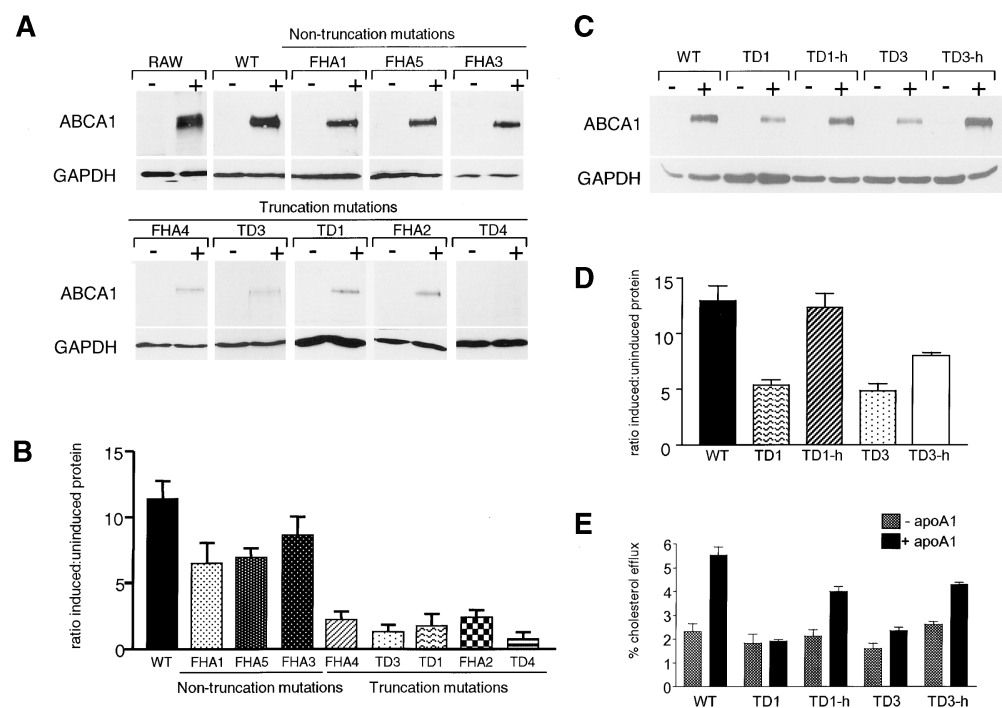 A
Non-truncation mutations
RAW WT FHA1 FHA5 FHA3
- + - + - + - + - +
ABCA1
GAPDH
Truncation mutations
FHA4 TD3 TD1 FHA2 TD4
- + - + - + - + - +
ABCA1
GAPDH
B
ratio induced:uninduced protein
15
10
5
0
WT FHA1 FHA5 FHA3 FHA4 TD3 TD1 FHA2 TD4
Non-truncation mutations Truncation mutations
C
WT TD1 TD1-h TD3 TD3-h
- + - + - + - + - +
ABCA1
GAPDH
D
ratio induced:uninduced protein
15
10
5
0
WT TD1 TD1-h TD3 TD3-h
E
- apoA1
+ apoA1
% cholesterol efflux
6
5
4
3
2
1
0
WT TD1 TD1-h TD3 TD3-h